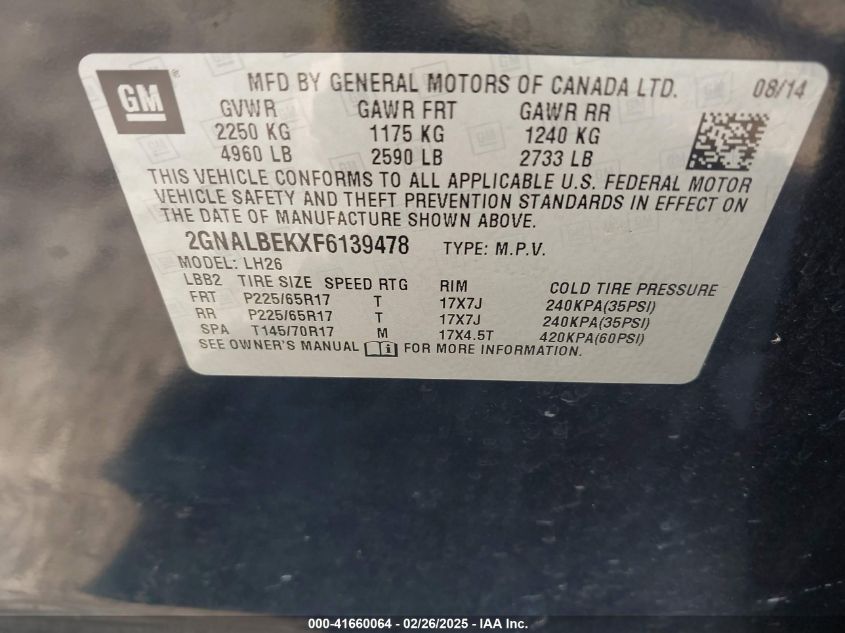 GM ®
MFD BY GENERAL MOTORS OF CANADA LTD. 08/14
GVWR GAWR FRT GAWR RR
2250 KG 1175 KG 1240 KG
4960 LB 2590 LB 2733 LB
THIS VEHICLE CONFORMS TO ALL APPLICABLE U.S. FEDERAL MOTOR
VEHICLE SAFETY AND THEFT PREVENTION STANDARDS IN EFFECT ON
THE DATE OF MANUFACTURE SHOWN ABOVE.
2GNALBEKXF6139478 TYPE: M.P.V.
MODEL: LH26
LBB2 TIRE SIZE SPEED RTG RIM COLD TIRE PRESSURE
FRT P225/65R17 T 17X7J 240KPA(35PSI)
RR P225/65R17 T 17X7J 240KPA(35PSI)
SPA T145/70R17 M 17X4.5T 420KPA(60PSI)
SEE OWNER'S MANUAL FOR MORE INFORMATION.
000-41660064 / 02/26/2025 - IAA Inc.